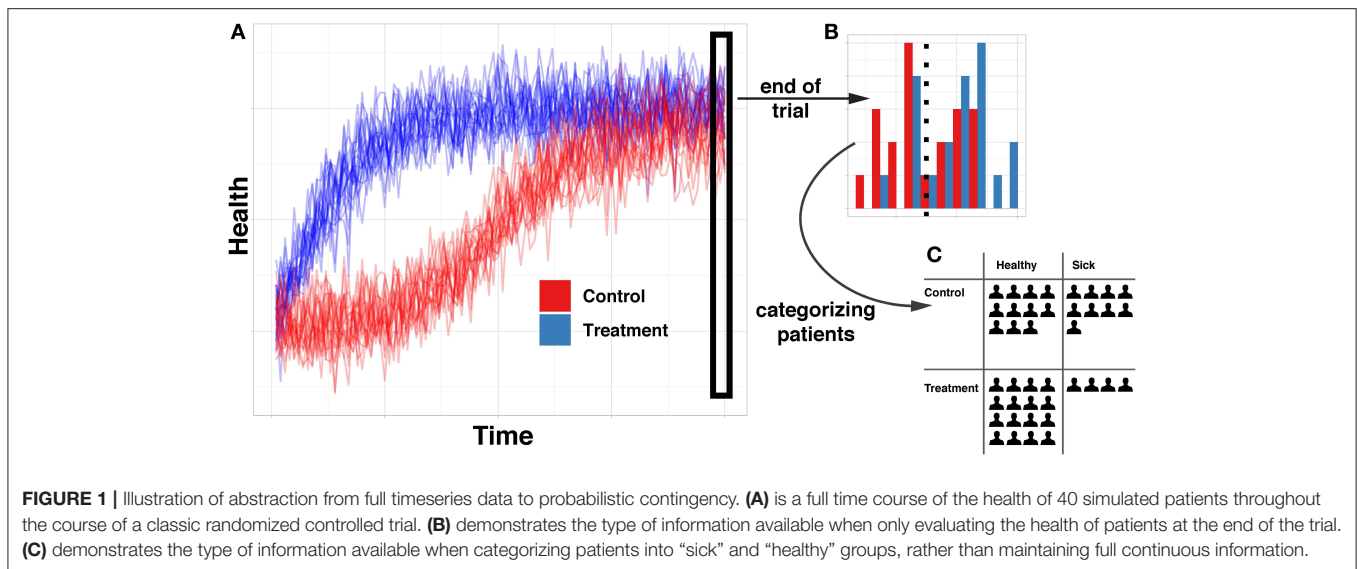 A
B
end of
trial
Health
Control
Treatment
Time
categorizing
patients
C
Healthy Sick
Control
Treatment
FIGURE 1 | Illustration of abstraction from full timeseries data to probabilistic contingency. (A) is a full time course of the health of 40 simulated patients throughout
the course of a classic randomized controlled trial. (B) demonstrates the type of information available when only evaluating the health of patients at the end of the trial.
(C) demonstrates the type of information available when categorizing patients into “sick” and “healthy” groups, rather than maintaining full continuous information.